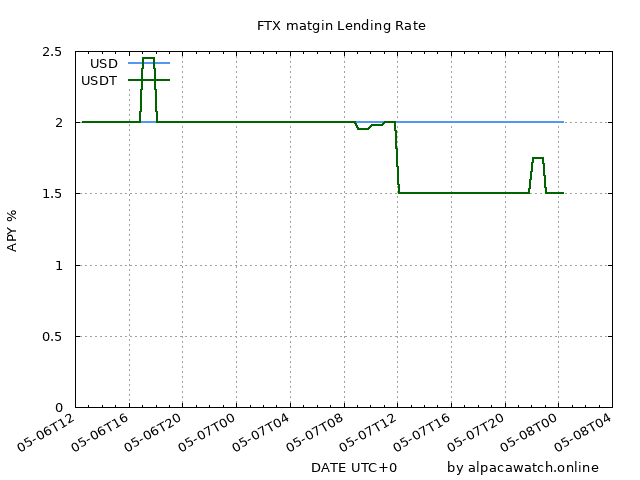 FTX matgin Lending Rate
2.5
USD
USDT
2
1.5
APY %
1
0.5
0
05-06T12 05-06T16 05-06T20 05-07T00 05-07T04 05-07T08 05-07T12 05-07T16 05-07T20 05-08T00 05-08T04
DATE UTC+0 by alpacawatch.online